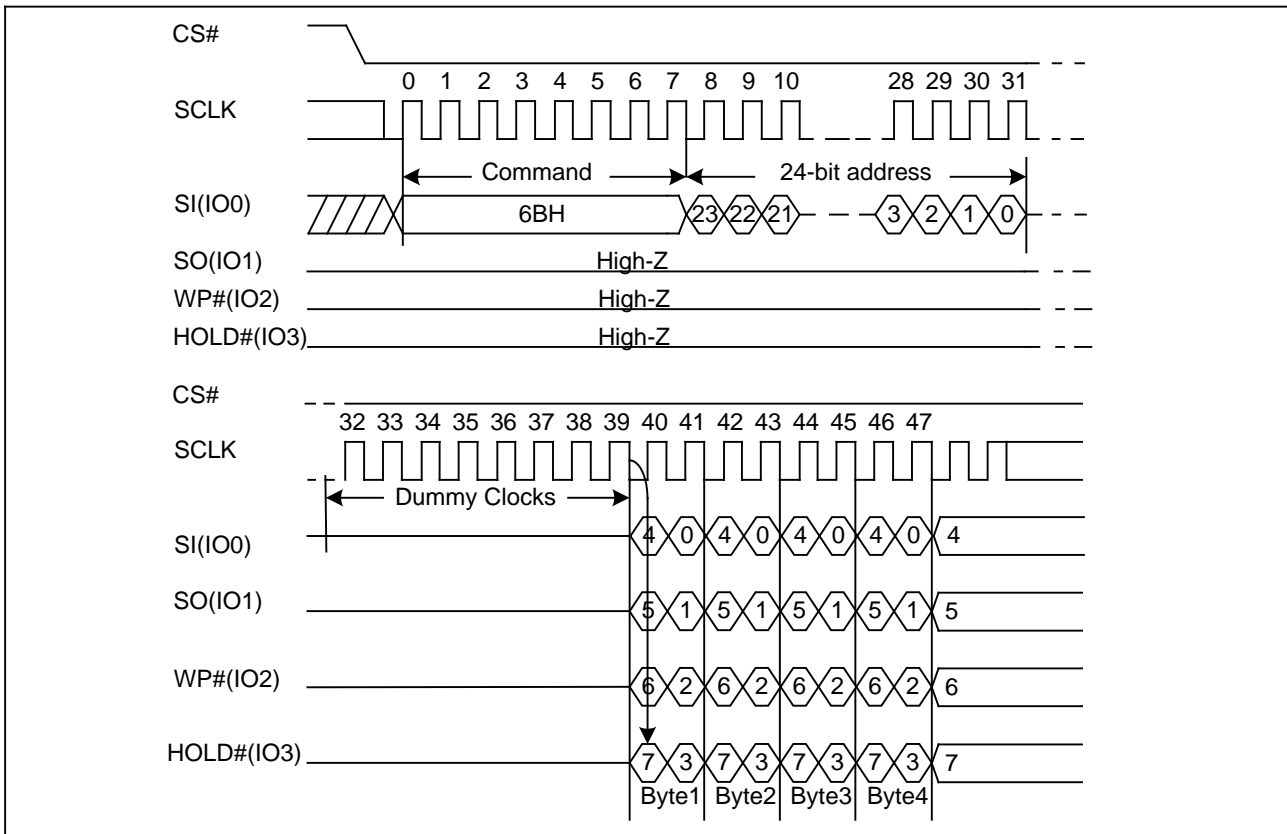 CS#
0 1 2 3 4 5 6 7 8 9 10 28 29 30 31
SCLK
Command 24-bit address
SI(IO0) 6BH 23 22 21 3 2 1 0
SO(IO1) High-Z
WP#(IO2) High-Z
HOLD#(IO3) High-Z
CS#
32 33 34 35 36 37 38 39 40 41 42 43 44 45 46 47
SCLK
Dummy Clocks
SI(IO0) 4 0 4 0 4 0 4 0 4
SO(IO1) 5 1 5 1 5 1 5 1 5
WP#(IO2) 6 2 6 2 6 2 6 2 6
HOLD#(IO3) 7 3 7 3 7 3 7 3 7
Byte1 Byte2 Byte3 Byte4